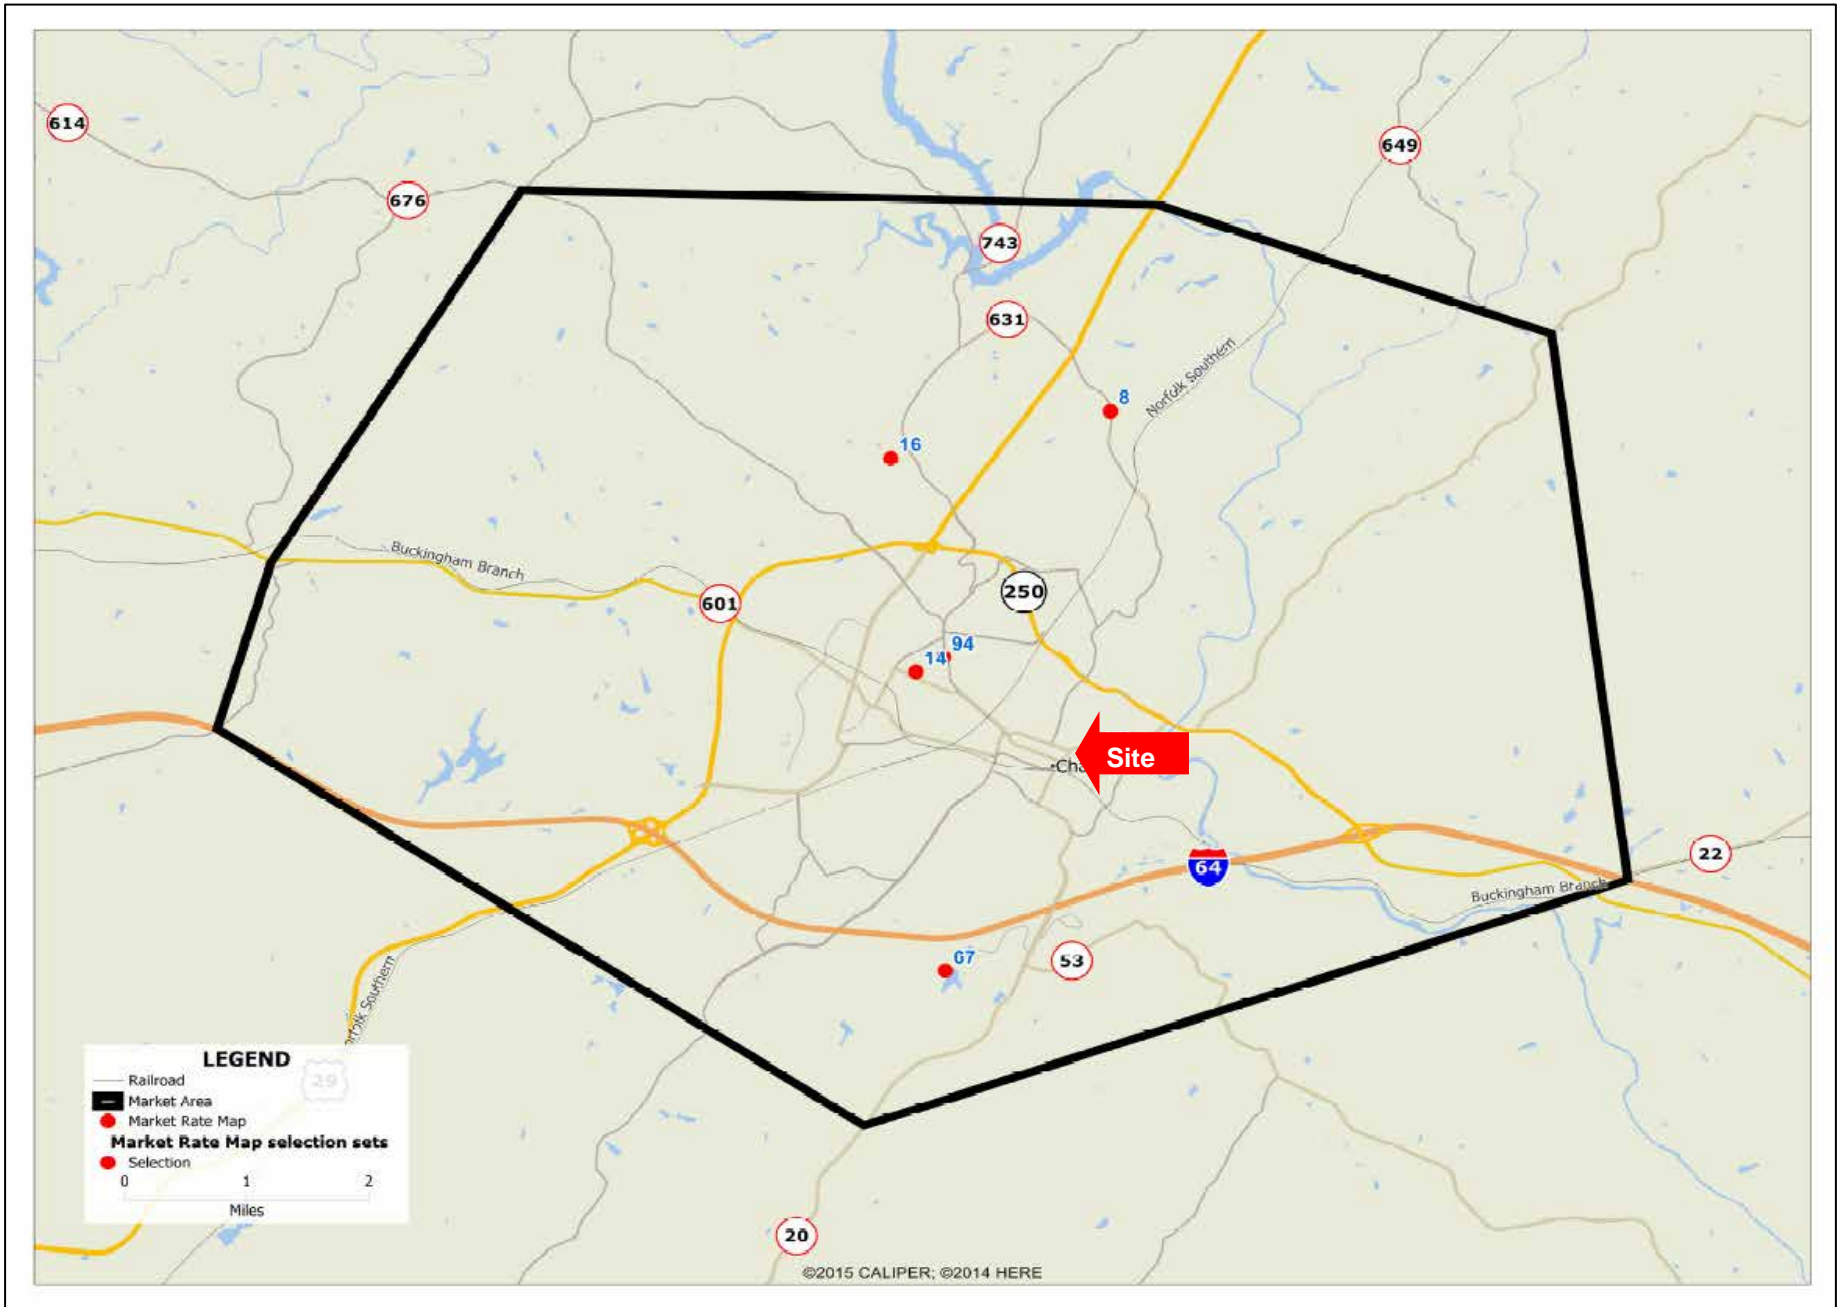 614
649
676
743
631
Norfolk Southern
8
16
Buckingham Branch
250
601
94
14
Site
·Cha
22
64
Buckingham Branch
67
53
LEGEND
29
Railroad
Market Area
Market Rate Map
Market Rate Map selection sets
Selection
0 1 2
Miles
20
©2015 CALIPER; ©2014 HERE